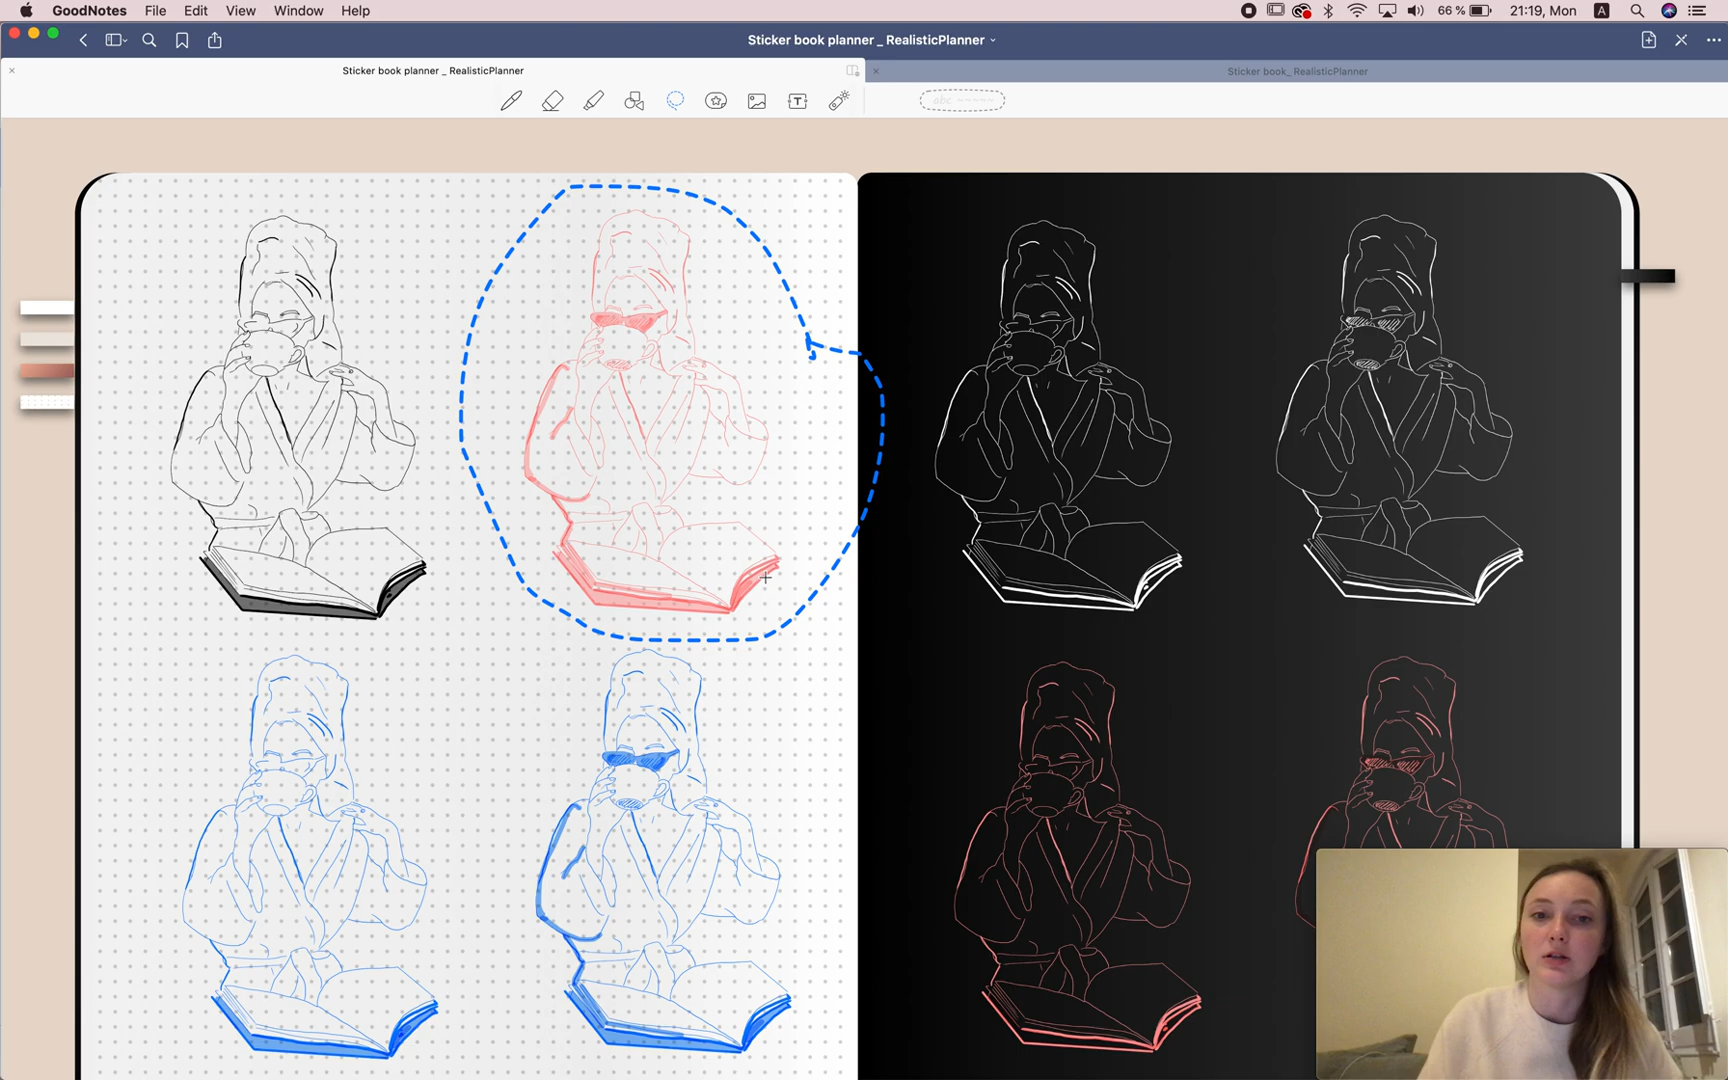 GoodNotes File Edit View Window Help 66 % 21:19, Mon A
Sticker book planner _ RealisticPlanner
Sticker book planner _ RealisticPlanner
Sticker book_ RealisticPlanner
T
abc